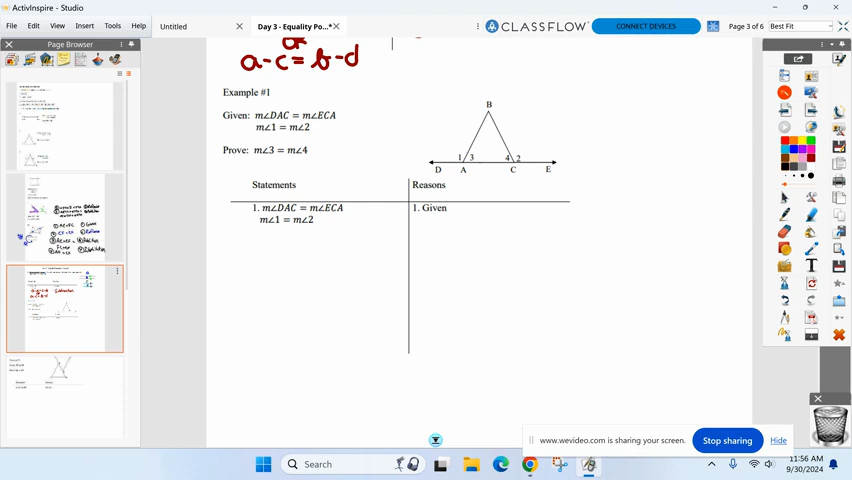 ActivInspire - Studio
File Edit View Insert Tools Help
Untitled
Day 3 - Equality Po...*
CLASSFLOW
CONNECT DEVICES
Page 3 of 6
Best Fit
Page Browser
a-c = b-d
Example #1
Given: m∠DAC = m∠ECA
m∠1 = m∠2
Prove: m∠3 = m∠4
B
1 3 4 2
D A C E
Statements Reasons
1. m∠DAC = m∠ECA 1. Given
m∠1 = m∠2
Subtraction
www.wevideo.com is sharing your screen.
Stop sharing
Hide
Search
11:56 AM
9/30/2024